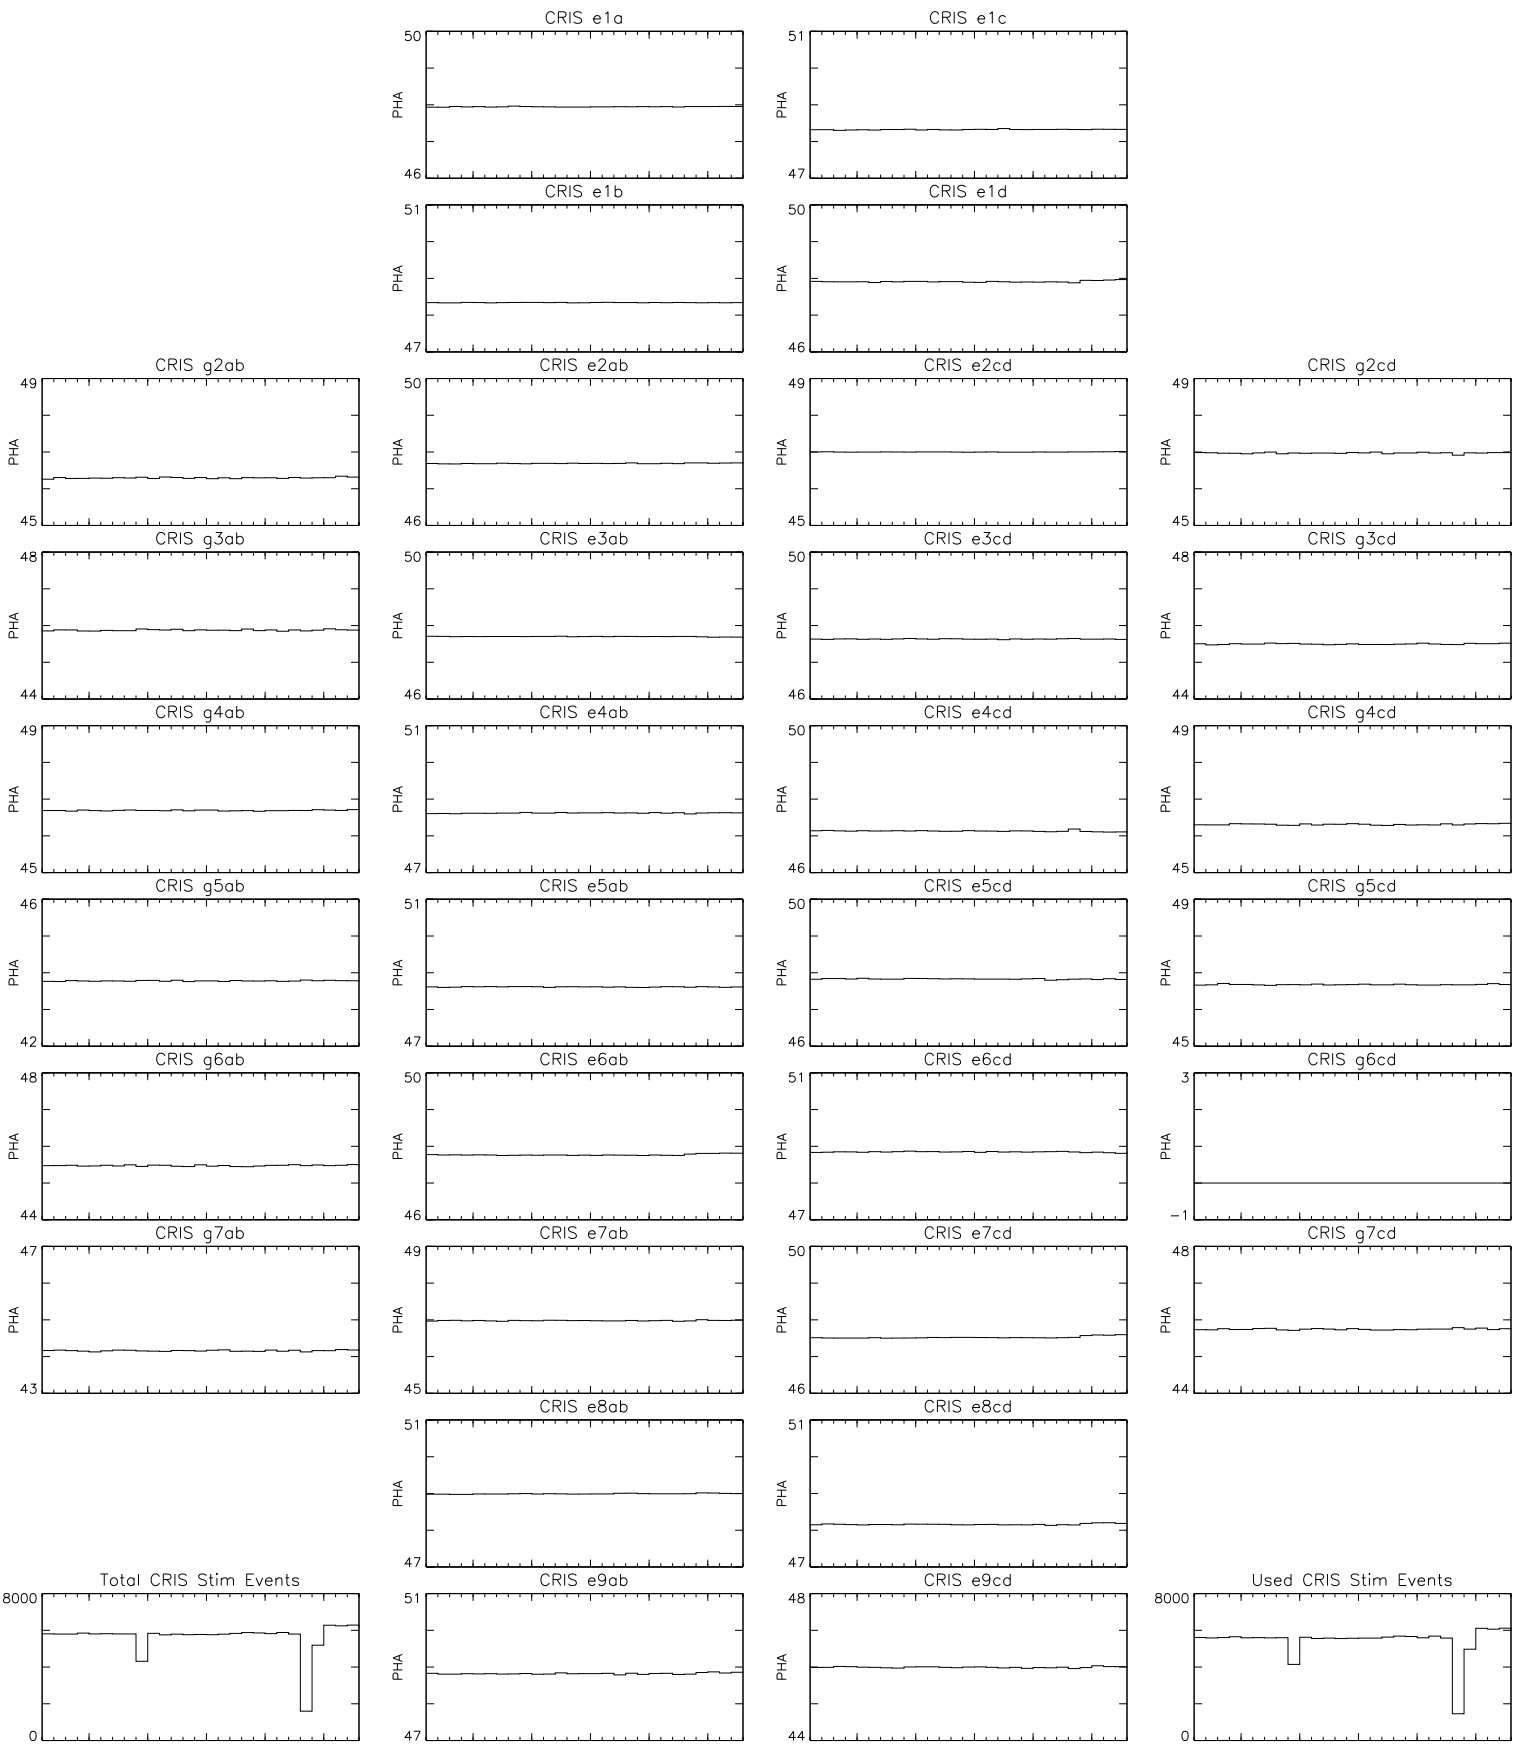 CRIS e1a CRIS e1c
50 51
PHA PHA
46 47
CRIS e1b CRIS e1d
51 50
PHA PHA
47 46
CRIS g2ab CRIS e2ab CRIS e2cd CRIS g2cd
49 50 49 49
PHA PHA PHA PHA
45 46 45 45
CRIS g3ab CRIS e3ab CRIS e3cd CRIS g3cd
48 50 50 48
PHA PHA PHA PHA
44 46 46 44
CRIS g4ab CRIS e4ab CRIS e4cd CRIS g4cd
49 51 50 49
PHA PHA PHA PHA
45 47 46 45
CRIS g5ab CRIS e5ab CRIS e5cd CRIS g5cd
46 51 50 49
PHA PHA PHA PHA
42 47 46 45
CRIS g6ab CRIS e6ab CRIS e6cd CRIS g6cd
48 50 51 3
PHA PHA PHA PHA
44 46 47 -1
CRIS g7ab CRIS e7ab CRIS e7cd CRIS g7cd
47 49 50 48
PHA PHA PHA PHA
43 45 46 44
CRIS e8ab CRIS e8cd
51 51
PHA PHA
47 47
Total CRIS Stim Events CRIS e9ab CRIS e9cd Used CRIS Stim Events
8000 51 48 8000
PHA PHA
0 47 44 0